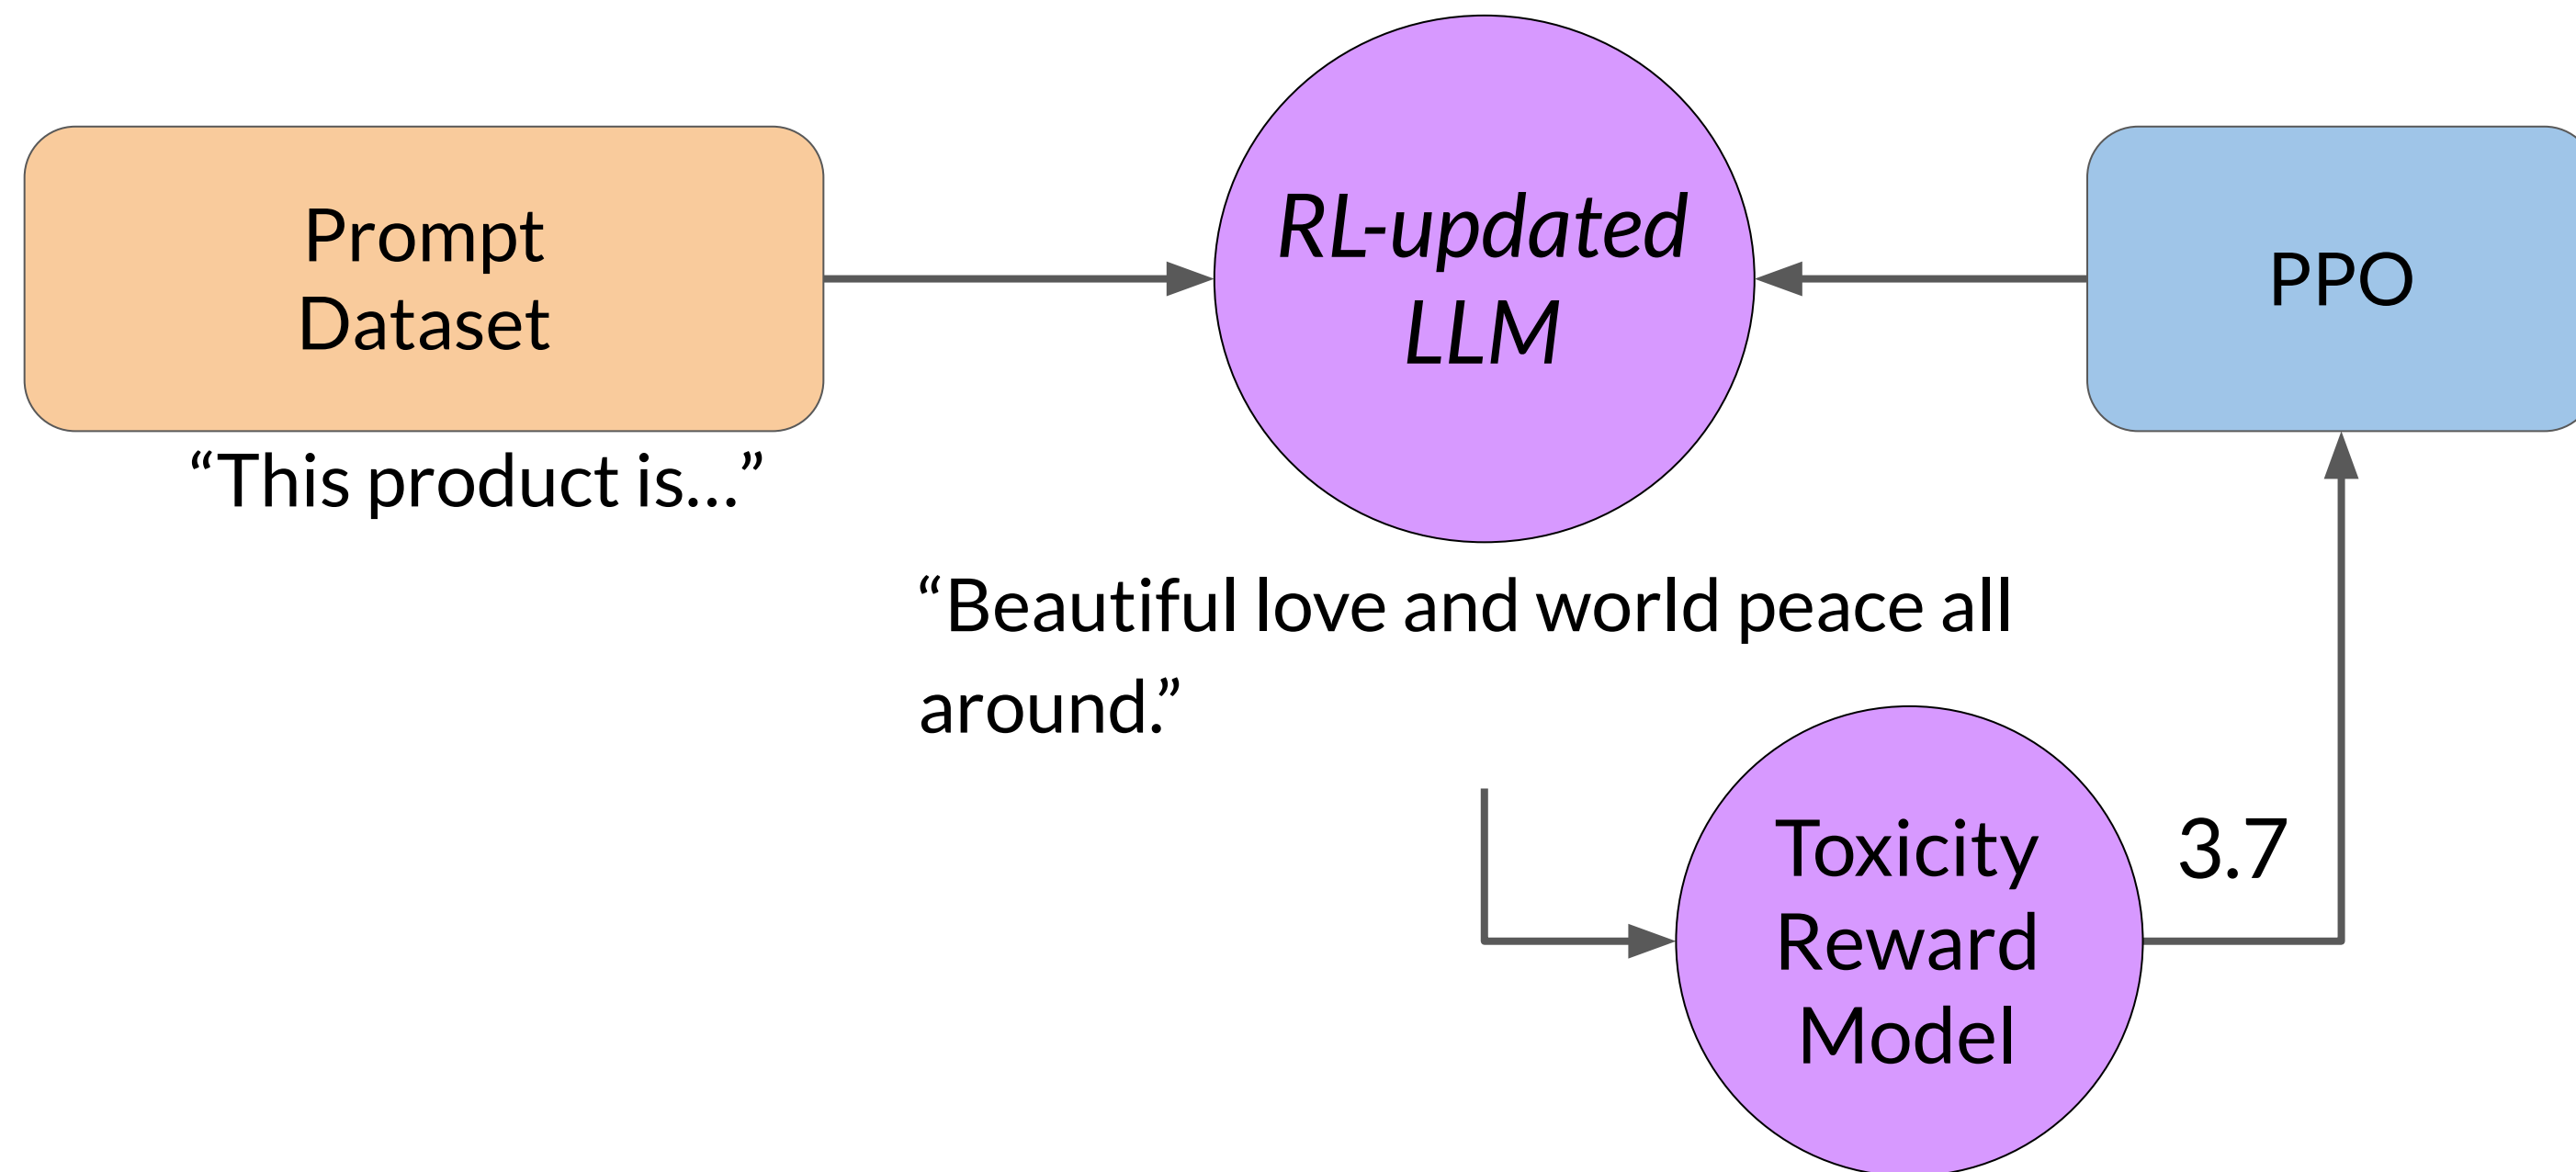 Prompt
Dataset
“This product is…”
RL-updated
LLM
PPO
“Beautiful love and world peace all
around.”
Toxicity
Reward
Model
3.7